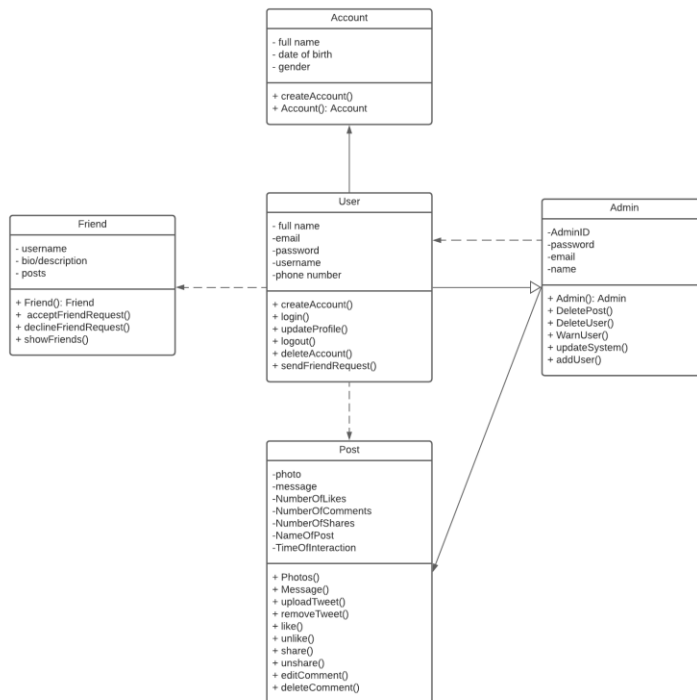 Account
- full name
- date of birth
- gender
+ createAccount()
+ Account(): Account
User
- full name
-email
-password
-username
-phone number
+ createAccount()
+ login()
+ updateProfile()
+ logout()
+ deleteAccount()
+ sendFriendRequest()
Admin
-AdminID
-password
-email
-name
+ Admin(): Admin
+ DeletePost()
+ DeleteUser()
+ WarnUser()
+ updateSystem()
+ addUser()
Friend
- username
- bio/description
- posts
+ Friend(): Friend
+ acceptFriendRequest()
+ declineFriendRequest()
+ showFriends()
Post
-photo
-message
-NumberOfLikes
-NumberOfComments
-NumberOfShares
-NameOfPost
-TimeOfInteraction
+ Photos()
+ Message()
+ uploadTweet()
+ removeTweet()
+ like()
+ unlike()
+ share()
+ unshare()
+ editComment()
+ deleteComment()